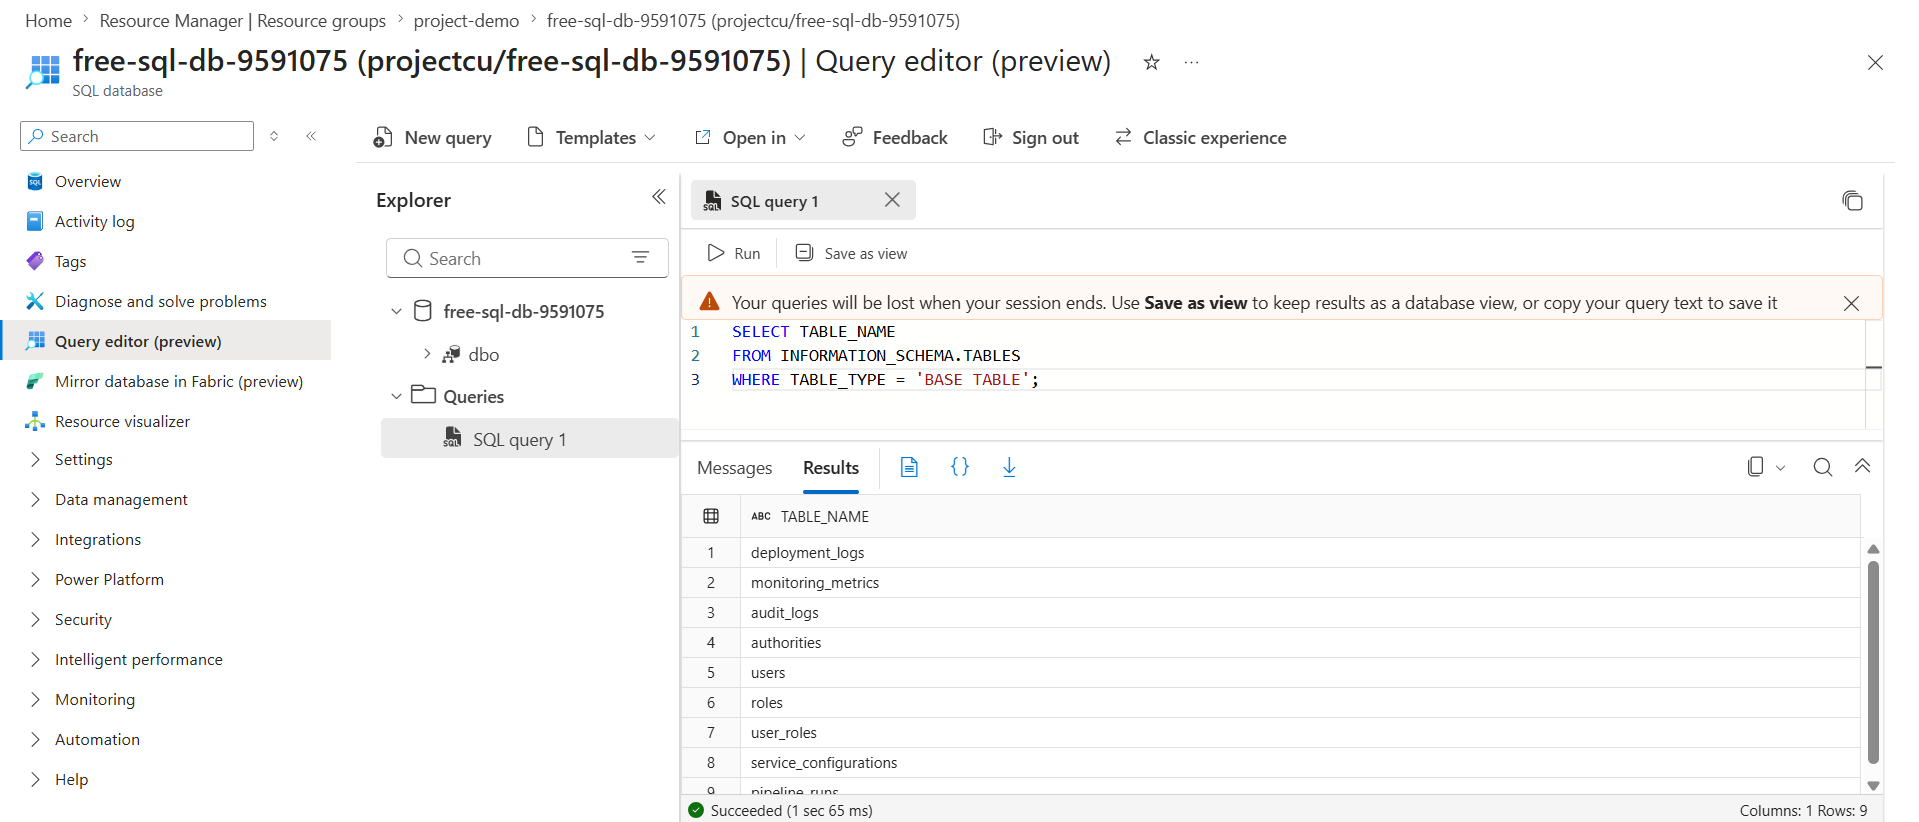 Home > Resource Manager | Resource groups > project-demo > free-sql-db-9591075 (projectcu/free-sql-db-9591075)
free-sql-db-9591075 (projectcu/free-sql-db-9591075) | Query editor (preview)
SQL database
Search
Overview
Activity log
Tags
Diagnose and solve problems
Query editor (preview)
Mirror database in Fabric (preview)
Resource visualizer
Settings
Data management
Integrations
Power Platform
Security
Intelligent performance
Monitoring
Automation
Help
New query Templates Open in Feedback Sign out Classic experience
Explorer
Search
free-sql-db-9591075
dbo
Queries
SQL query 1
SQL query 1
Run Save as view
Your queries will be lost when your session ends. Use Save as view to keep results as a database view, or copy your query text to save it
1 SELECT TABLE_NAME
2 FROM INFORMATION_SCHEMA.TABLES
3 WHERE TABLE_TYPE = 'BASE TABLE';
Messages Results
ABC TABLE_NAME
1 deployment_logs
2 monitoring_metrics
3 audit_logs
4 authorities
5 users
6 roles
7 user_roles
8 service_configurations
9 pipeline_runs
Succeeded (1 sec 65 ms)
Columns: 1 Rows: 9